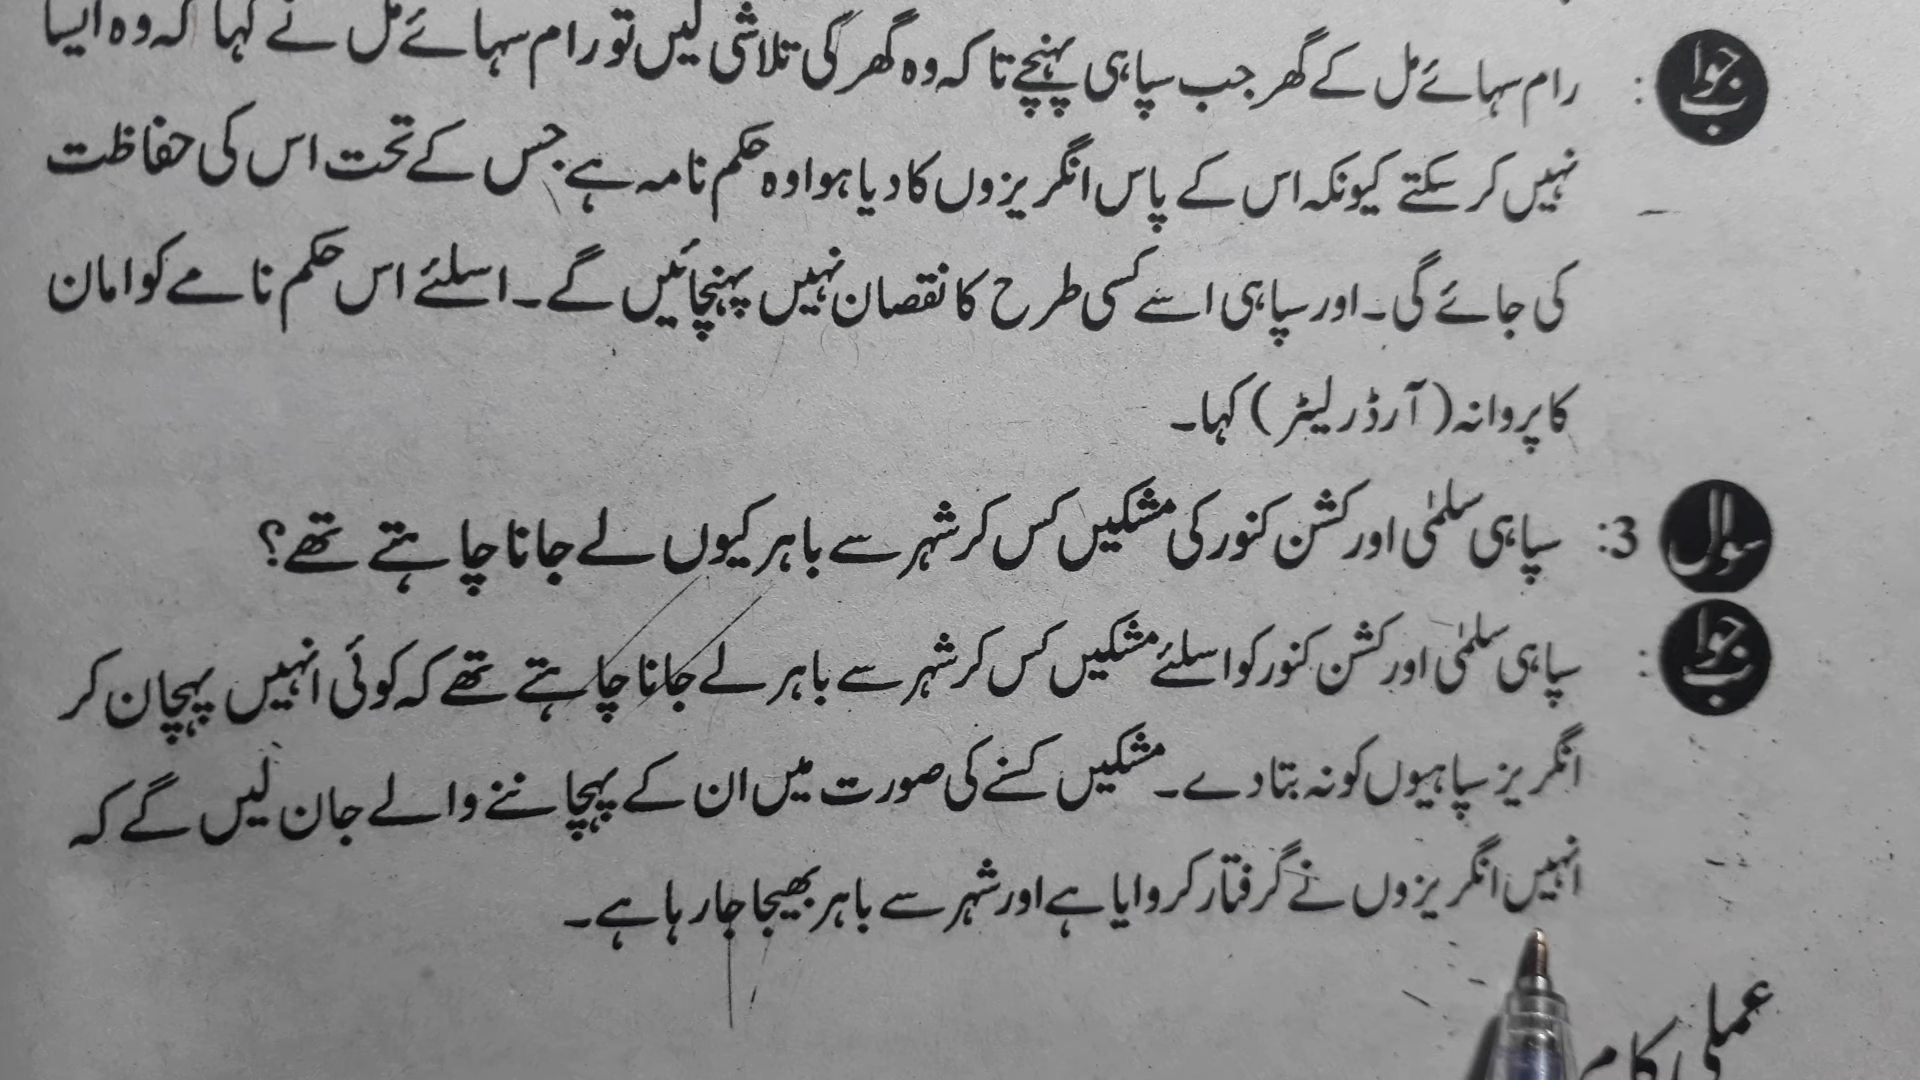 جواب : رام سہائے مل کے گھر جب سپاہی پہنچے تا کہ وہ گھر کی تلاشی لیں تو رام سہائے مل نے کہا کہ وہ ایسا
نہیں کر سکتے کیونکہ اس کے پاس انگریزوں کا دیا ہوا وہ حکم نامہ ہے جس کے تحت اس کی حفاظت
کی جائے گی۔ اور سپاہی اسے کسی طرح کا نقصان نہیں پہنچائیں گے۔ اسلئے اس حکم نامے کو امان
کا پروانہ (آرڈر لیٹر) کہا۔
سوال 3: سپاہی سلمٰی اور کشن کنور کی مشکیں کس کر شہر سے باہر کیوں لے جانا چاہتے تھے؟
جواب : سپاہی سلمٰی اور کشن کنور کو اسلئے مشکیں کس کر شہر سے باہر لے جانا چاہتے تھے کہ کوئی انہیں پہچان کر
انگریز سپاہیوں کو نہ بتا دے۔ مشکیں کسنے کی صورت میں ان کے پہچاننے والے جان لیں گے کہ
انہیں انگریزوں نے گرفتار کروایا ہے اور شہر سے باہر بھیجا جا رہا ہے۔
عملی کام